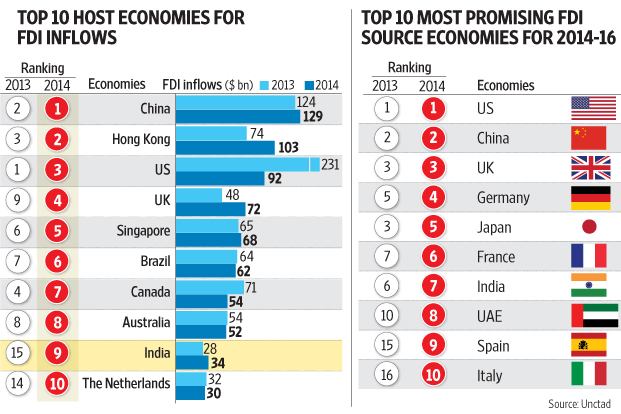 TOP 10 HOST ECONOMIES FOR
FDI INFLOWS
Ranking
2013 2014 Economies FDI inflows ($ bn) 2013 2014
2 1 China 124
129
3 2 Hong Kong 74
103
1 3 US 231
92
9 4 UK 48
72
6 5 Singapore 65
68
7 6 Brazil 64
62
4 7 Canada 71
54
8 8 Australia 54
52
15 9 India 28
34
14 10 The Netherlands 32
30
TOP 10 MOST PROMISING FDI
SOURCE ECONOMIES FOR 2014-16
Ranking
2013 2014 Economies
1 1 US
2 2 China
3 3 UK
5 4 Germany
3 5 Japan
7 6 France
6 7 India
10 8 UAE
15 9 Spain
16 10 Italy
Source: Unctad